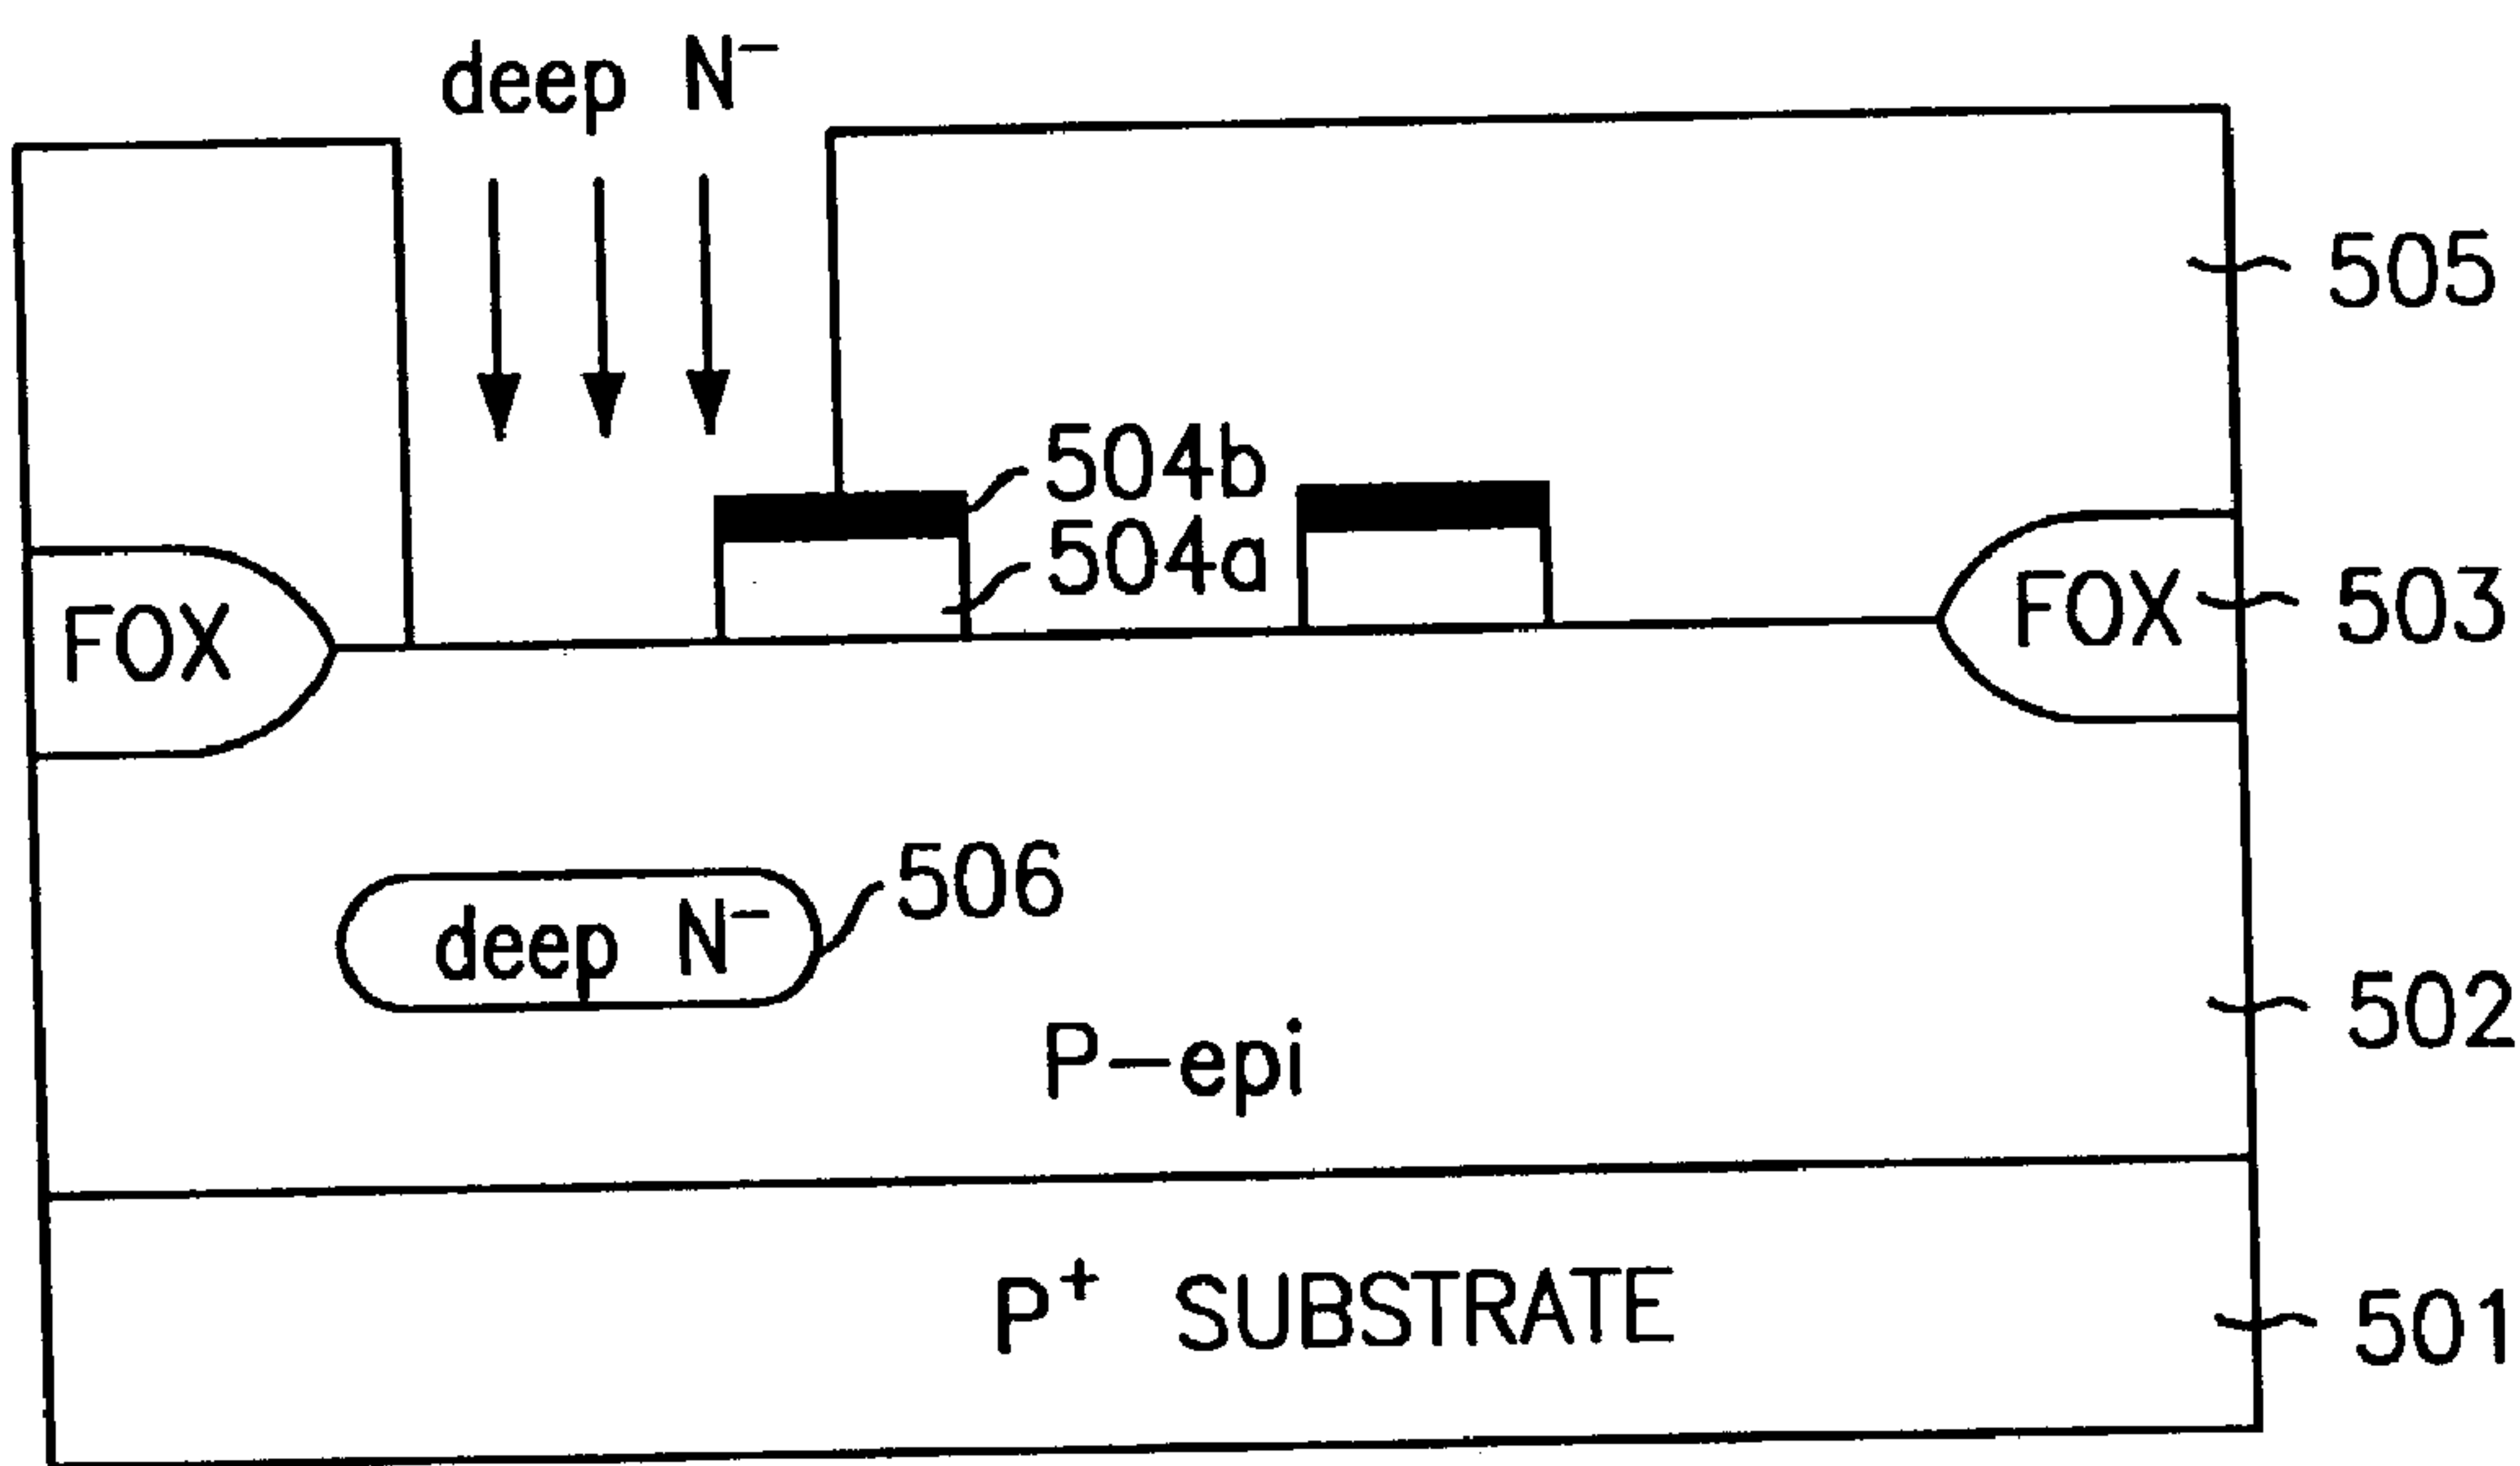 deep N⁻
505
504b
504a
FOX
FOX
503
506
deep N⁻
502
P-epi
P⁺ SUBSTRATE
501